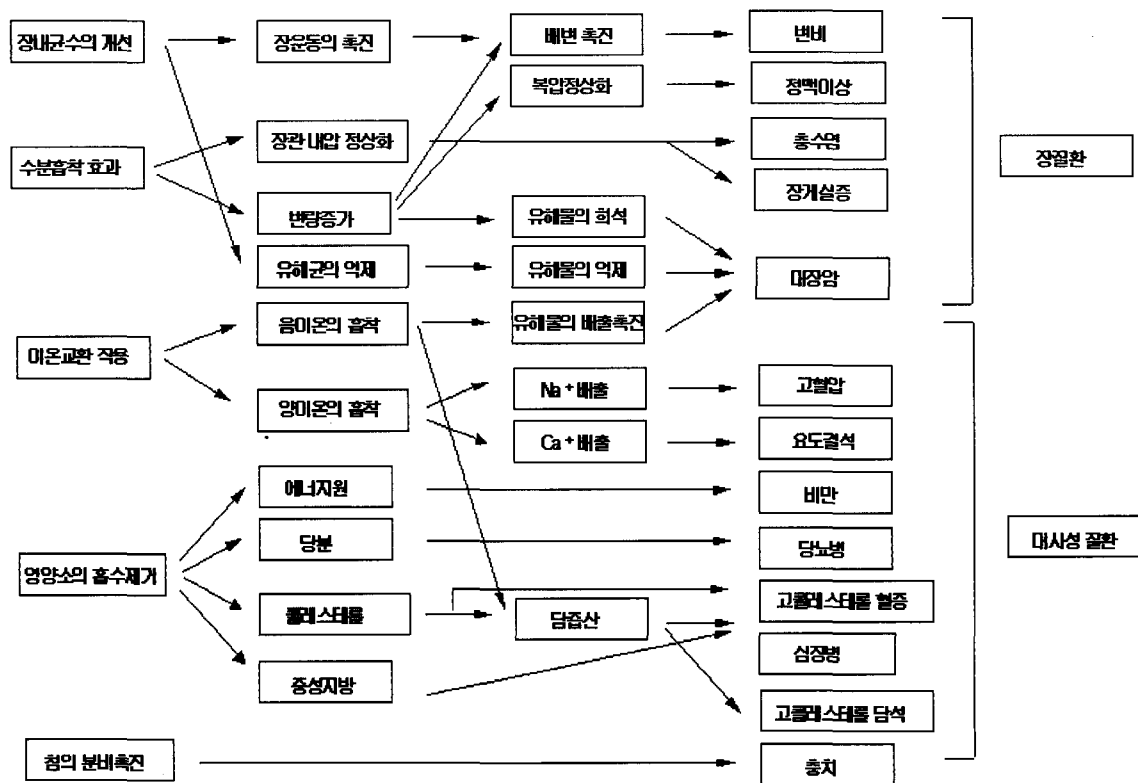 장내균수의 개선
장운동의 촉진
배변 촉진
변비
복압정상화
정맥이상
수분흡착 효과
장관 내압 정상화
충수염
장질환
장게실증
변량증가
유해물의 희석
유해균의 억제
유해물의 억제
대장암
이온교환 작용
음이온의 흡착
유해물의 배출촉진
양이온의 흡착
Na + 배출
고혈압
Ca + 배출
요도결석
영양소의 흡수제가
에너지원
비만
당분
당뇨병
대사성 질환
콜레스테롤
담즙산
고콜레스테롤 혈증
중성지방
심장병
고콜레스테롤 담석
첨의 분비촉진
충치